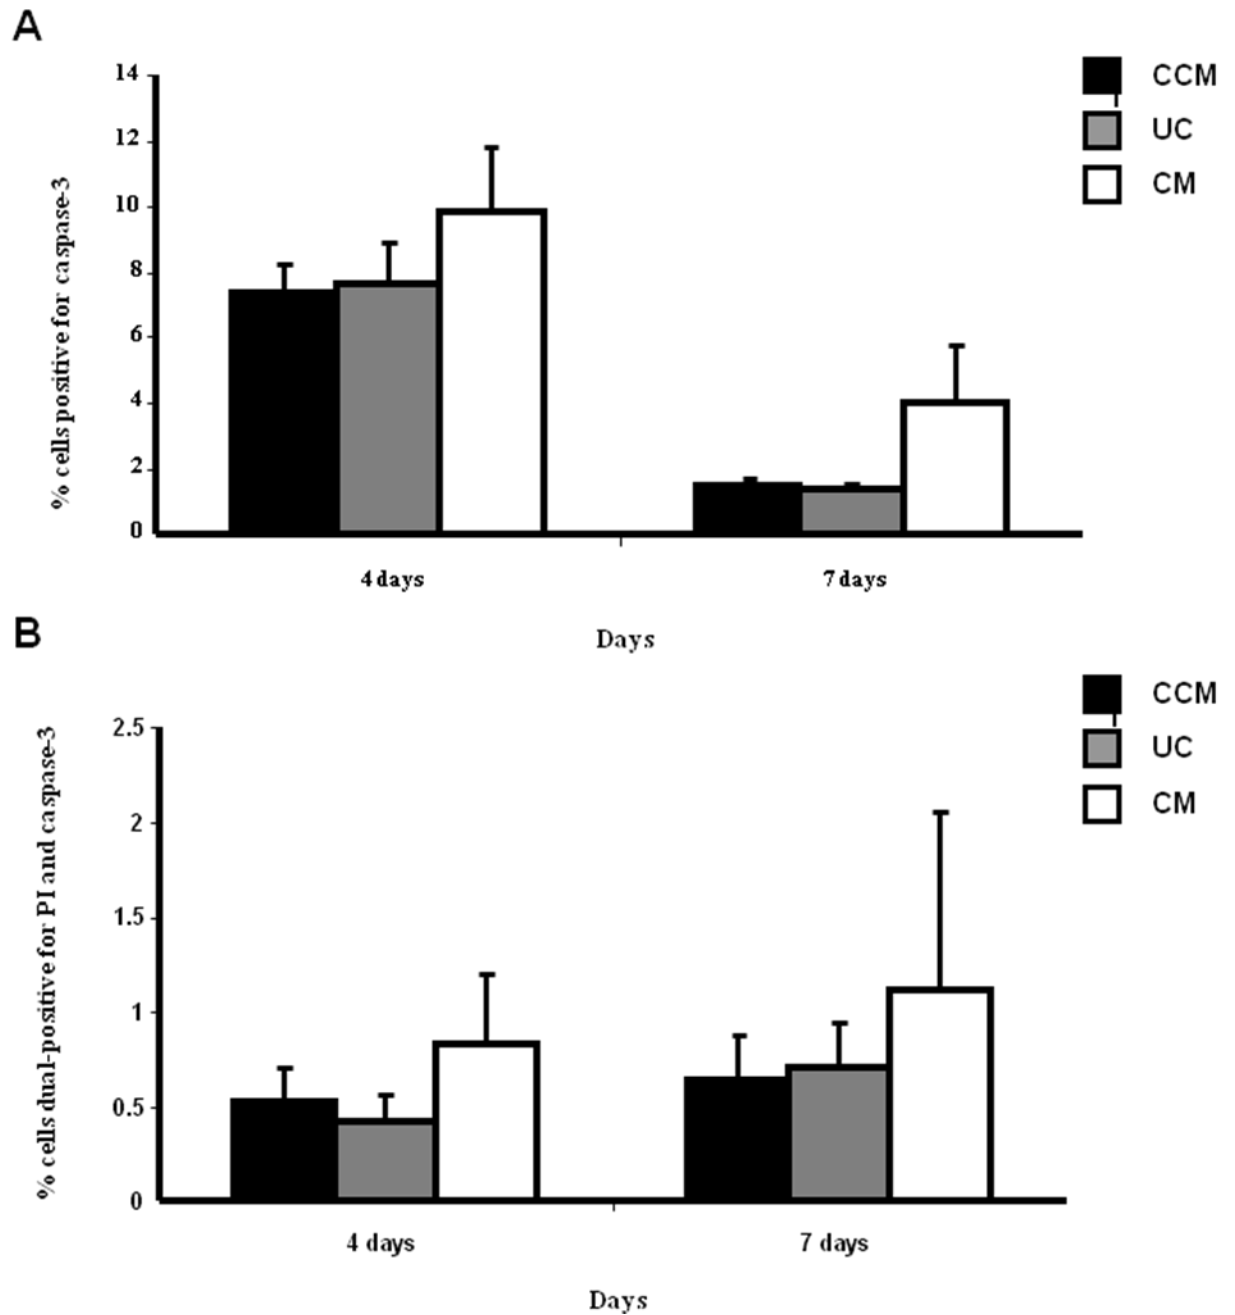 A
14
12
10
8
6
4
2
0
% cells positive for caspase-3
4 days
7 days
Days
CCM
UC
CM
B
2.5
2
1.5
1
0.5
0
% cells dual-positive for PI and caspase-3
4 days
7 days
Days
CCM
UC
CM